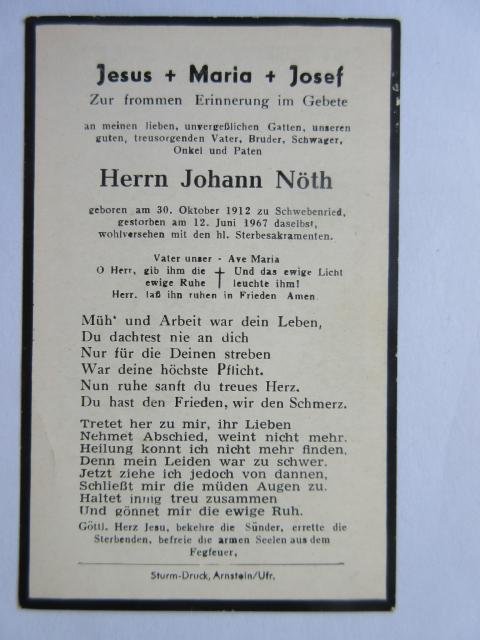 Jesus + Maria + Josef
Zur frommen Erinnerung im Gebete
an meinen lieben, unvergeßlichen Gatten, unseren
guten, treusorgenden Vater, Bruder, Schwager,
Onkel und Paten
Herrn Johann Nöth
geboren am 30. Oktober 1912 zu Schwebenried,
gestorben am 12. Juni 1967 daselbst,
wohlversehen mit den hl. Sterbesakramenten.
Vater unser - Ave Maria
O Herr, gib ihm die † Und das ewige Licht
ewige Ruhe leuchte ihm!
Herr. laß ihn ruhen in Frieden Amen.
Müh' und Arbeit war dein Leben,
Du dachtest nie an dich
Nur für die Deinen streben
War deine höchste Pflicht.
Nun ruhe sanft du treues Herz.
Du hast den Frieden, wir den Schmerz.
Tretet her zu mir, ihr Lieben
Nehmet Abschied, weint nicht mehr.
Heilung konnt ich nicht mehr finden,
Denn mein Leiden war zu schwer.
Jetzt ziehe ich jedoch von dannen,
Schließt mir die müden Augen zu.
Haltet innig treu zusammen
Und gönnet mir die ewige Ruh.
Göttl. Herz Jesu, bekehre die Sünder, errette die
Sterbenden, befreie die armen Seelen aus dem
Fegfeuer,
Sturm-Druck, Arnstein/Ufr.